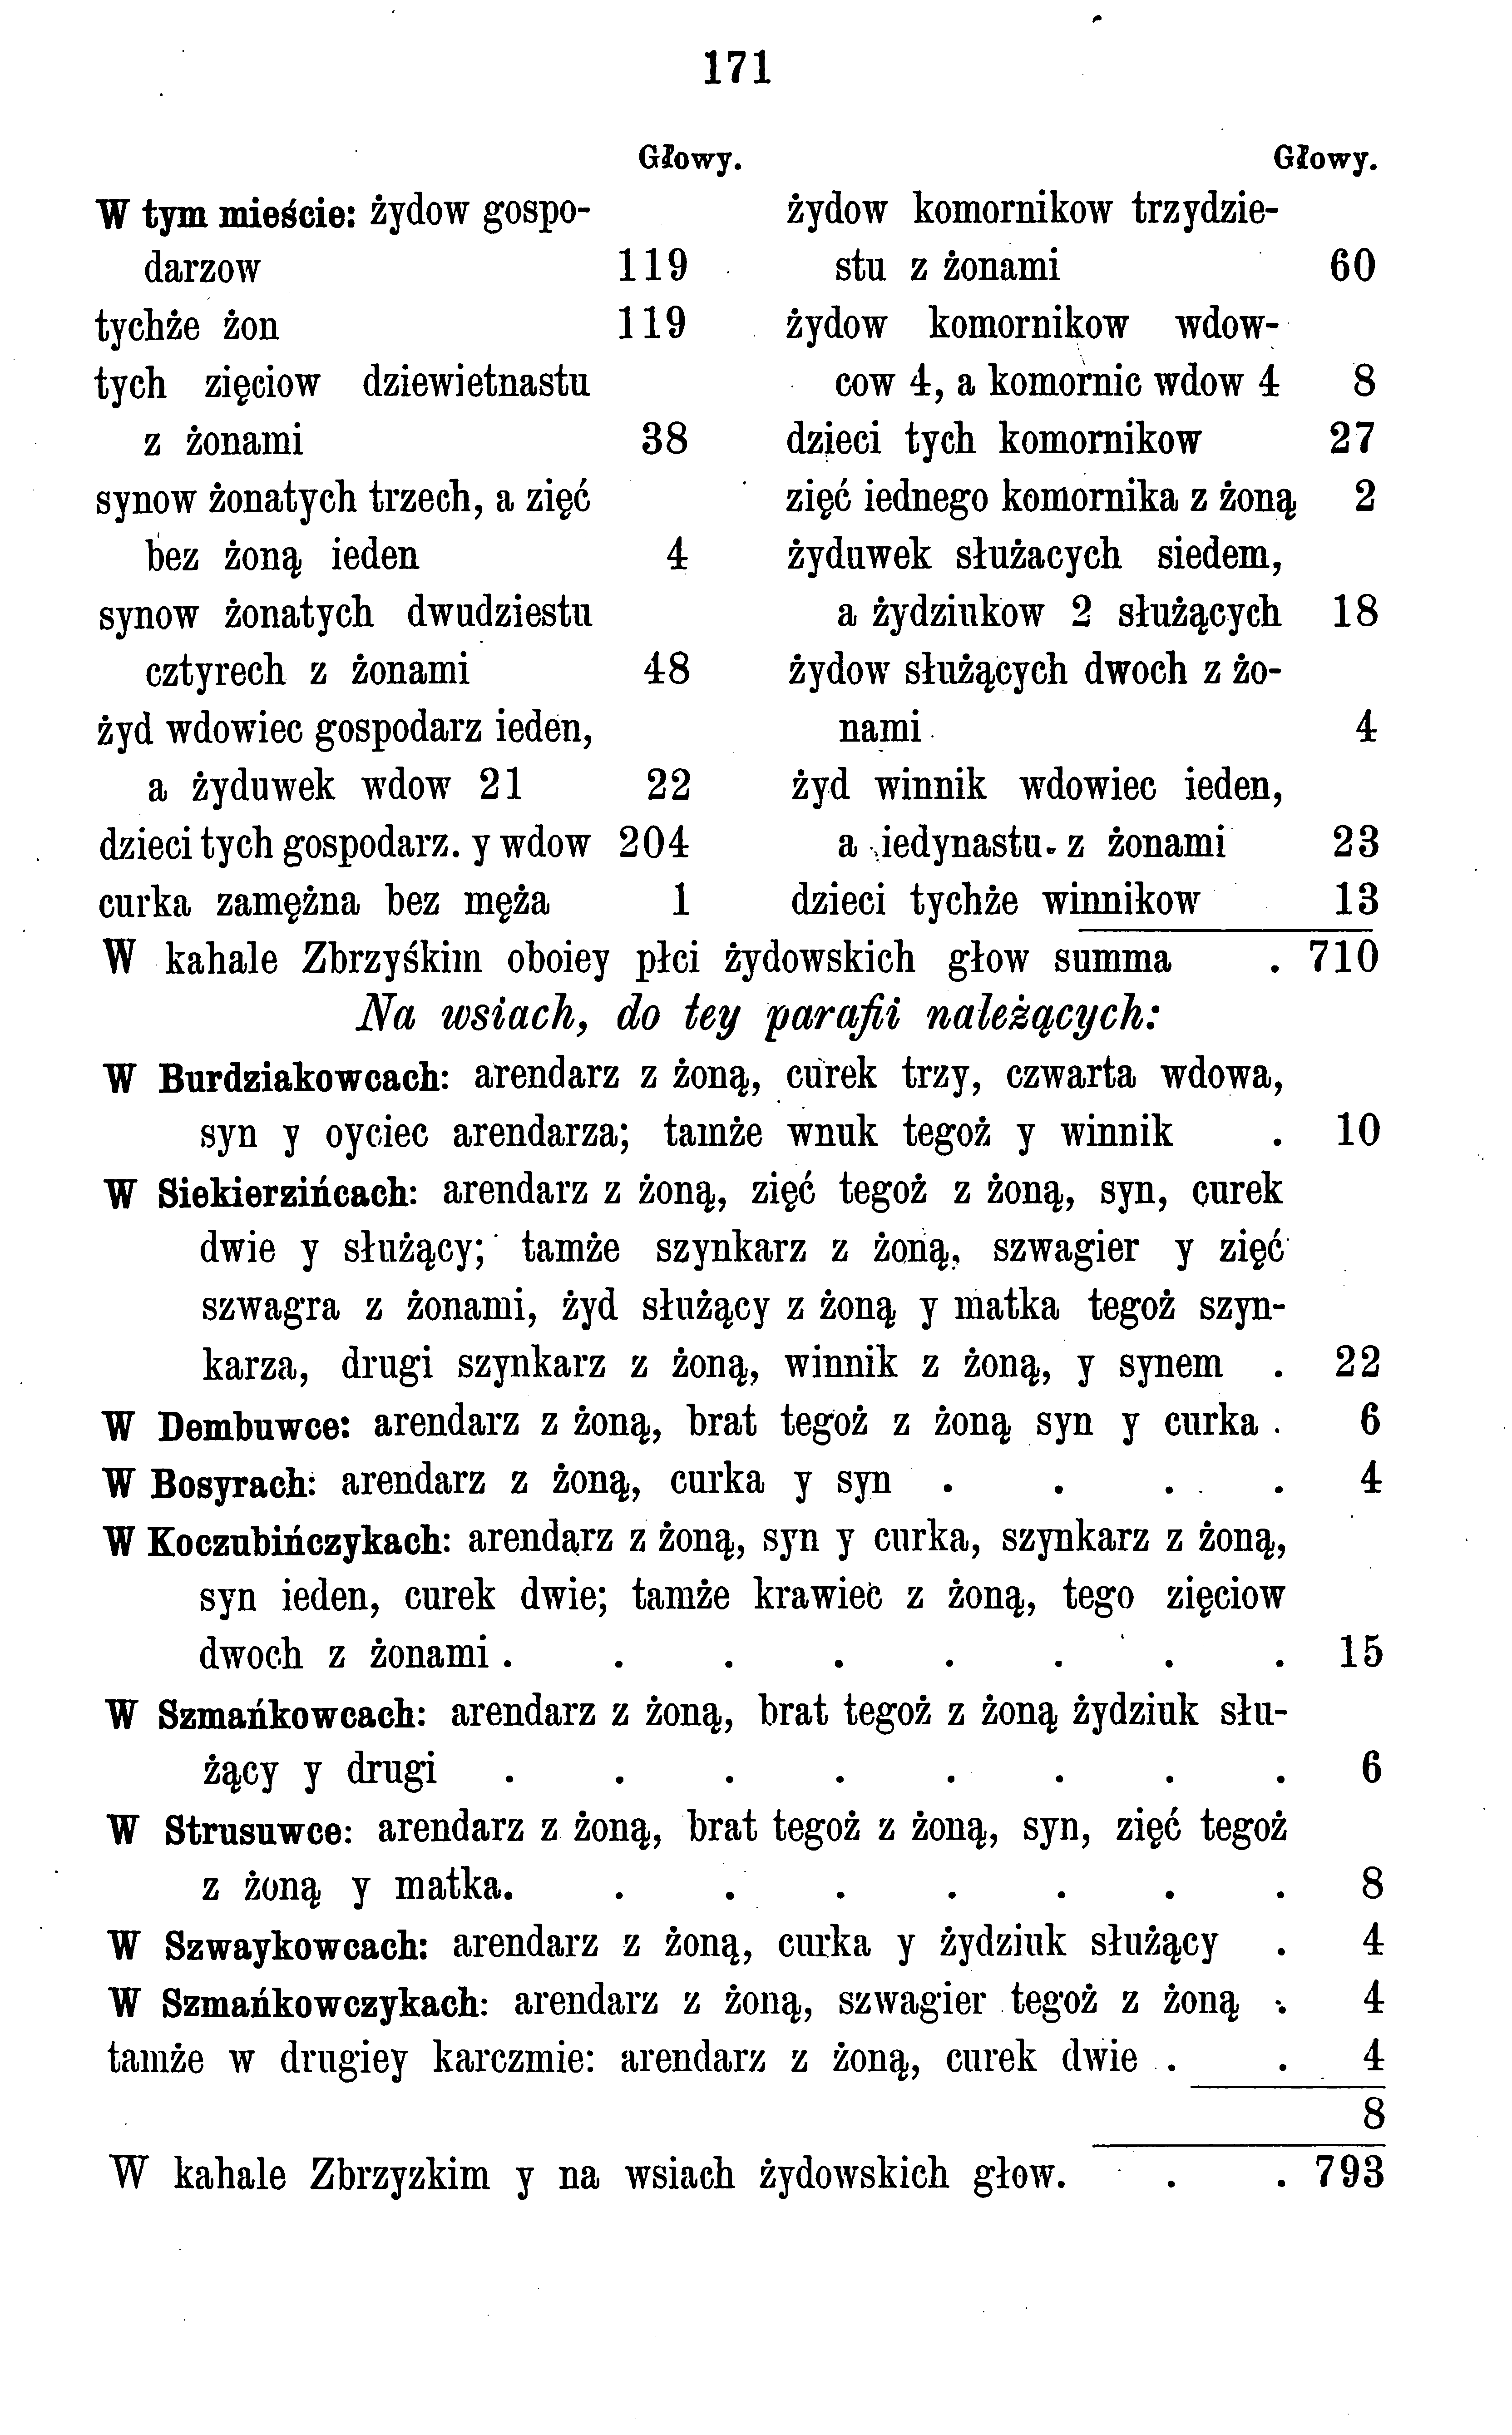 171
Głowy.
W tym mieście: żydow gospo-
darzow 119
tychże żon 119
tych zięciow dziewietnastu
z żonami 38
synow żonatych trzech, a zięć
bez żoną ieden 4
synow żonatych dwudziestu
cztyrech z żonami 48
żyd wdowiec gospodarz ieden,
a żyduwek wdow 21 22
dzieci tych gospodarz. y wdow 204
curka zamężna bez męża 1
Głowy.
żydow komornikow trzydzie-
stu z żonami 60
żydow komornikow wdow-
cow 4, a komornic wdow 4 8
dzieci tych komornikow 27
zięć iednego komornika z żoną 2
żyduwek służacych siedem,
a żydziukow 2 służących 18
żydow służących dwoch z żo-
nami 4
żyd winnik wdowiec ieden,
a iedynastu z żonami 23
dzieci tychże winnikow 13
W kahale Zbrzyśkim oboiey płci żydowskich głow summa . 710
Na wsiach, do tey parafii należących:
W Burdziakowcach: arendarz z żoną, curek trzy, czwarta wdowa,
syn y oyciec arendarza; tamże wnuk tegoż y winnik . 10
W Siekierzińcach: arendarz z żoną, zięć tegoż z żoną, syn, curek
dwie y służący; tamże szynkarz z żoną, szwagier y zięć
szwagra z żonami, żyd służący z żoną y matka tegoż szyn-
karza, drugi szynkarz z żoną, winnik z żoną, y synem . 22
W Dembuwce: arendarz z żoną, brat tegoż z żoną syn y curka . 6
W Bosyrach: arendarz z żoną, curka y syn . . . . 4
W Koczubińczykach: arendarz z żoną, syn y curka, szynkarz z żoną,
syn ieden, curek dwie; tamże krawiec z żoną, tego zięciow
dwoch z żonami . . . . . . . . 15
W Szmańkowcach: arendarz z żoną, brat tegoż z żoną żydziuk słu-
żący y drugi . . . . . . . . 6
W Strusuwce: arendarz z żoną, brat tegoż z żoną, syn, zięć tegoż
z żoną y matka. . . . . . . . 8
W Szwaykowcach: arendarz z żoną, curka y żydziuk służący . 4
W Szmańkowczykach: arendarz z żoną, szwagier tegoż z żoną . 4
tamże w drugiey karczmie: arendarz z żoną, curek dwie . . 4
8
W kahale Zbrzyzkim y na wsiach żydowskich głow. . . 793